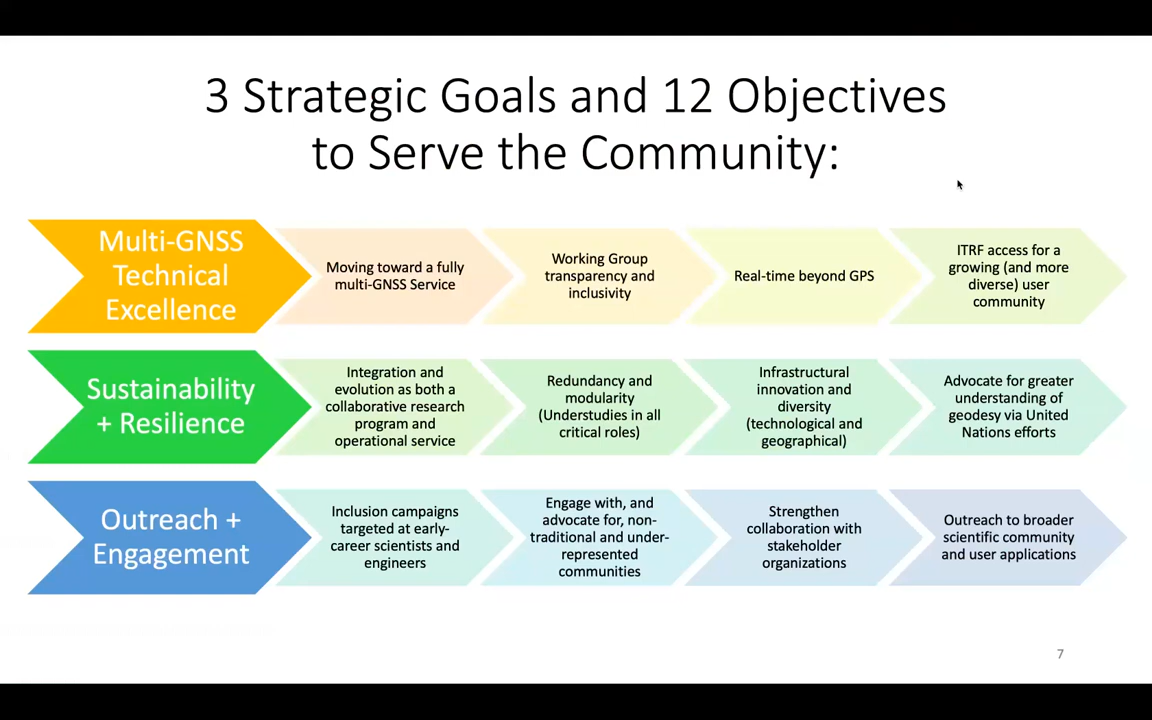 3 Strategic Goals and 12 Objectives
to Serve the Community:
Multi-GNSS
Technical
Excellence
Moving toward a fully
multi-GNSS Service
Working Group
transparency and
inclusivity
Real-time beyond GPS
ITRF access for a
growing (and more
diverse) user
community
Sustainability
+ Resilience
Integration and
evolution as both a
collaborative research
program and
operational service
Redundancy and
modularity
(Understudies in all
critical roles)
Infrastructural
innovation and
diversity
(technological and
geographical)
Advocate for greater
understanding of
geodesy via United
Nations efforts
Outreach +
Engagement
Inclusion campaigns
targeted at early-
career scientists and
engineers
Engage with, and
advocate for, non-
traditional and under-
represented
communities
Strengthen
collaboration with
stakeholder
organizations
Outreach to broader
scientific community
and user applications
7